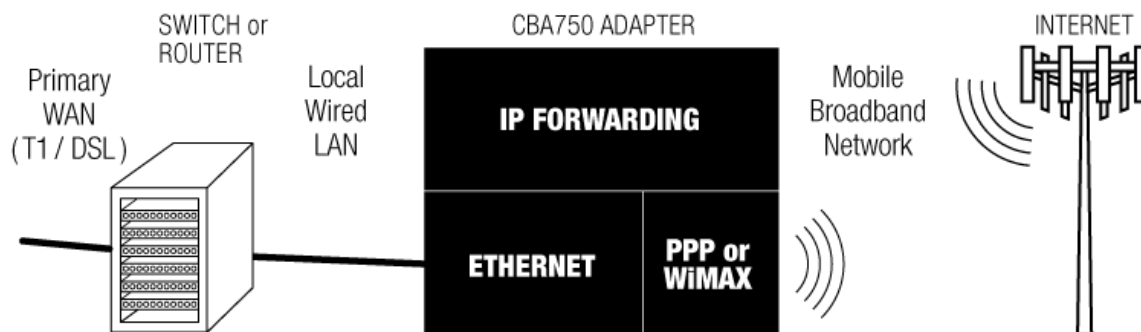 SWITCH or
ROUTER
CBA750 ADAPTER
INTERNET
Primary
WAN
(T1 / DSL)
Local
Wired
LAN
IP FORWARDING
Mobile
Broadband
Network
ETHERNET
PPP or
WiMAX